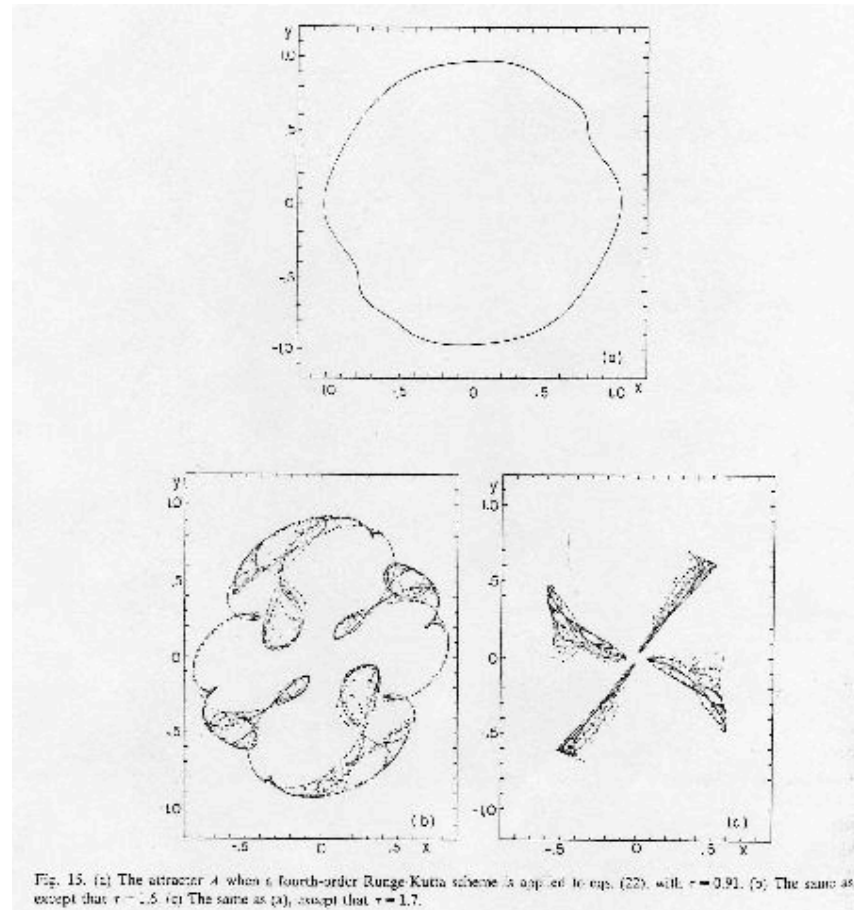 y
1.0
.5
0
-.5
-1.0
1.0 .5 0 .5 1.0 X
(a)
y
1.0
.5
0
-.5
-1.0
-.5 0 .5 X
(b)
y
1.0
.5
0
-.5
-1.0
-.5 0 .5 X
(c)
Fig. 15. (a) The attractor A when a fourth-order Runge-Kutta scheme is applied to eqs. (22), with τ = 0.91. (b) The same as
except that τ = 1.5. (c) The same as (a), except that τ = 1.7.